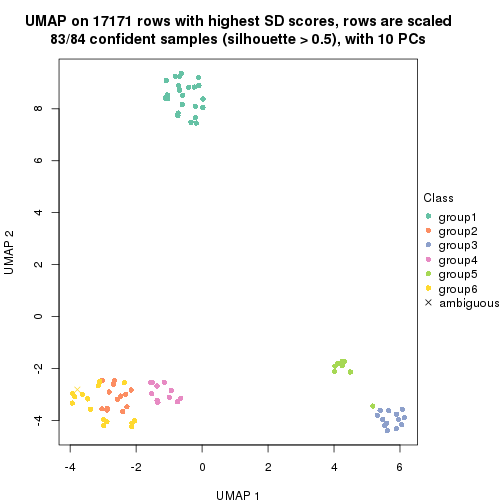 UMAP on 17171 rows with highest SD scores, rows are scaled
83/84 confident samples (silhouette > 0.5), with 10 PCs
8
6
4
2
0
-2
-4
UMAP 2
-4
-2
0
2
4
6
UMAP 1
Class
group1
group2
group3
group4
group5
group6
ambiguous